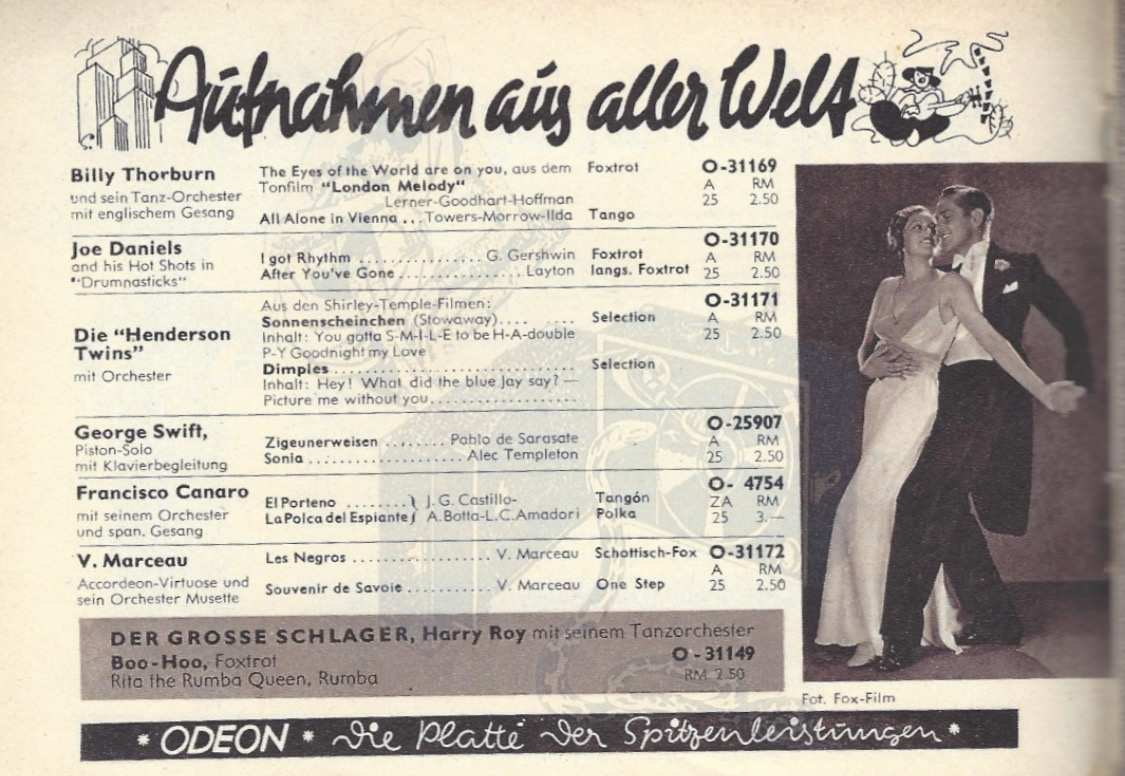 Aufnahmen aus aller Welt
Billy Thorburn
und sein Tanz-Orchester
mit englischem Gesang
The Eyes of the World are on you, aus dem Foxtrot
Tonfilm "London Melody"
Lerner-Goodhart-Hoffman
All Alone in Vienna ... Towers-Morrow-Ilda Tango
O-31169
A RM
25 2.50
Joe Daniels
and his Hot Shots in
"Drumnasticks"
I got Rhythm .................. G. Gershwin Foxtrot
After You've Gone .................. Layton langs. Foxtrot
O-31170
A RM
25 2.50
Die "Henderson
Twins"
mit Orchester
Aus den Shirley-Temple-Filmen:
Sonnenscheinchen (Stowaway).... .... Selection
Inhalt: You gotta S-M-I-L-E to be H-A-double
P-Y Goodnight my Love
Dimples .................................. Selection
Inhalt: Hey! What did the blue Jay say? —
Picture me without you....................
O-31171
A RM
25 2.50
George Swift,
Piston-Solo
mit Klavierbegleitung
Zigeunerweisen ........ Pablo de Sarasate
Sonia ..................... Alec Templeton
O-25907
A RM
25 2.50
Francisco Canaro
mit seinem Orchester
und span. Gesang
El Porteno ........} J. G. Castillo- Tangón
La Polca del Espiante} A. Botta-L. C. Amadori Polka
O- 4754
ZA RM
25 3.—
V. Marceau
Accordeon-Virtuose und
sein Orchester Musette
Les Negros .................. V. Marceau Schottisch-Fox
Souvenir de Savoie ........... V. Marceau One Step
O-31172
A RM
25 2.50
DER GROSSE SCHLAGER, Harry Roy mit seinem Tanzorchester
Boo-Hoo, Foxtrot
Rita the Rumba Queen, Rumba
O - 31149
RM 2.50
Fot. Fox-Film
* ODEON * die Platte der Spitzenleistungen *